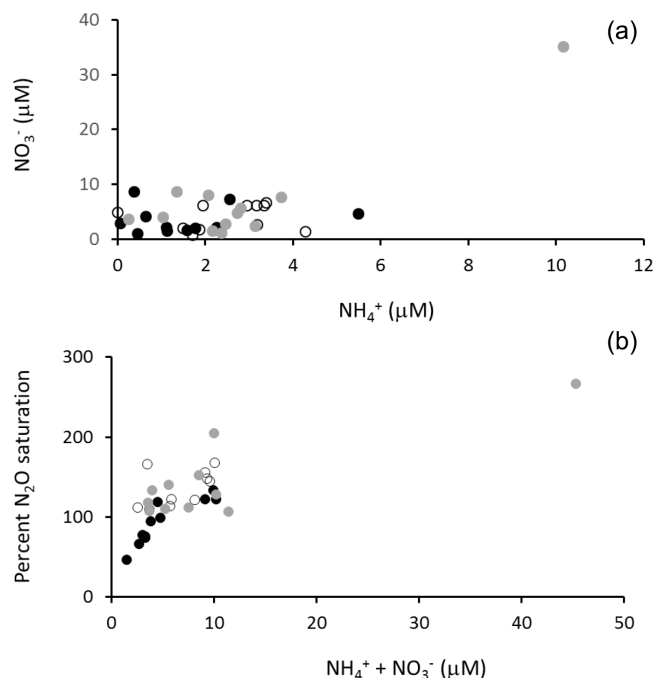 (a)
40
30
20
10
0
NO₃⁻ (μM)
0 2 4 6 8 10 12
NH₄⁺ (μM)
(b)
300
200
100
0
Percent N₂O saturation
0 10 20 30 40 50
NH₄⁺ + NO₃⁻ (μM)